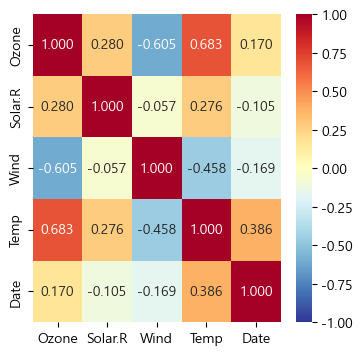 Ozone 1.000 0.280 -0.605 0.683 0.170
Solar.R 0.280 1.000 -0.057 0.276 -0.105
Wind -0.605 -0.057 1.000 -0.458 -0.169
Temp 0.683 0.276 -0.458 1.000 0.386
Date 0.170 -0.105 -0.169 0.386 1.000
Ozone Solar.R Wind Temp Date
1.00
0.75
0.50
0.25
0.00
-0.25
-0.50
-0.75
-1.00